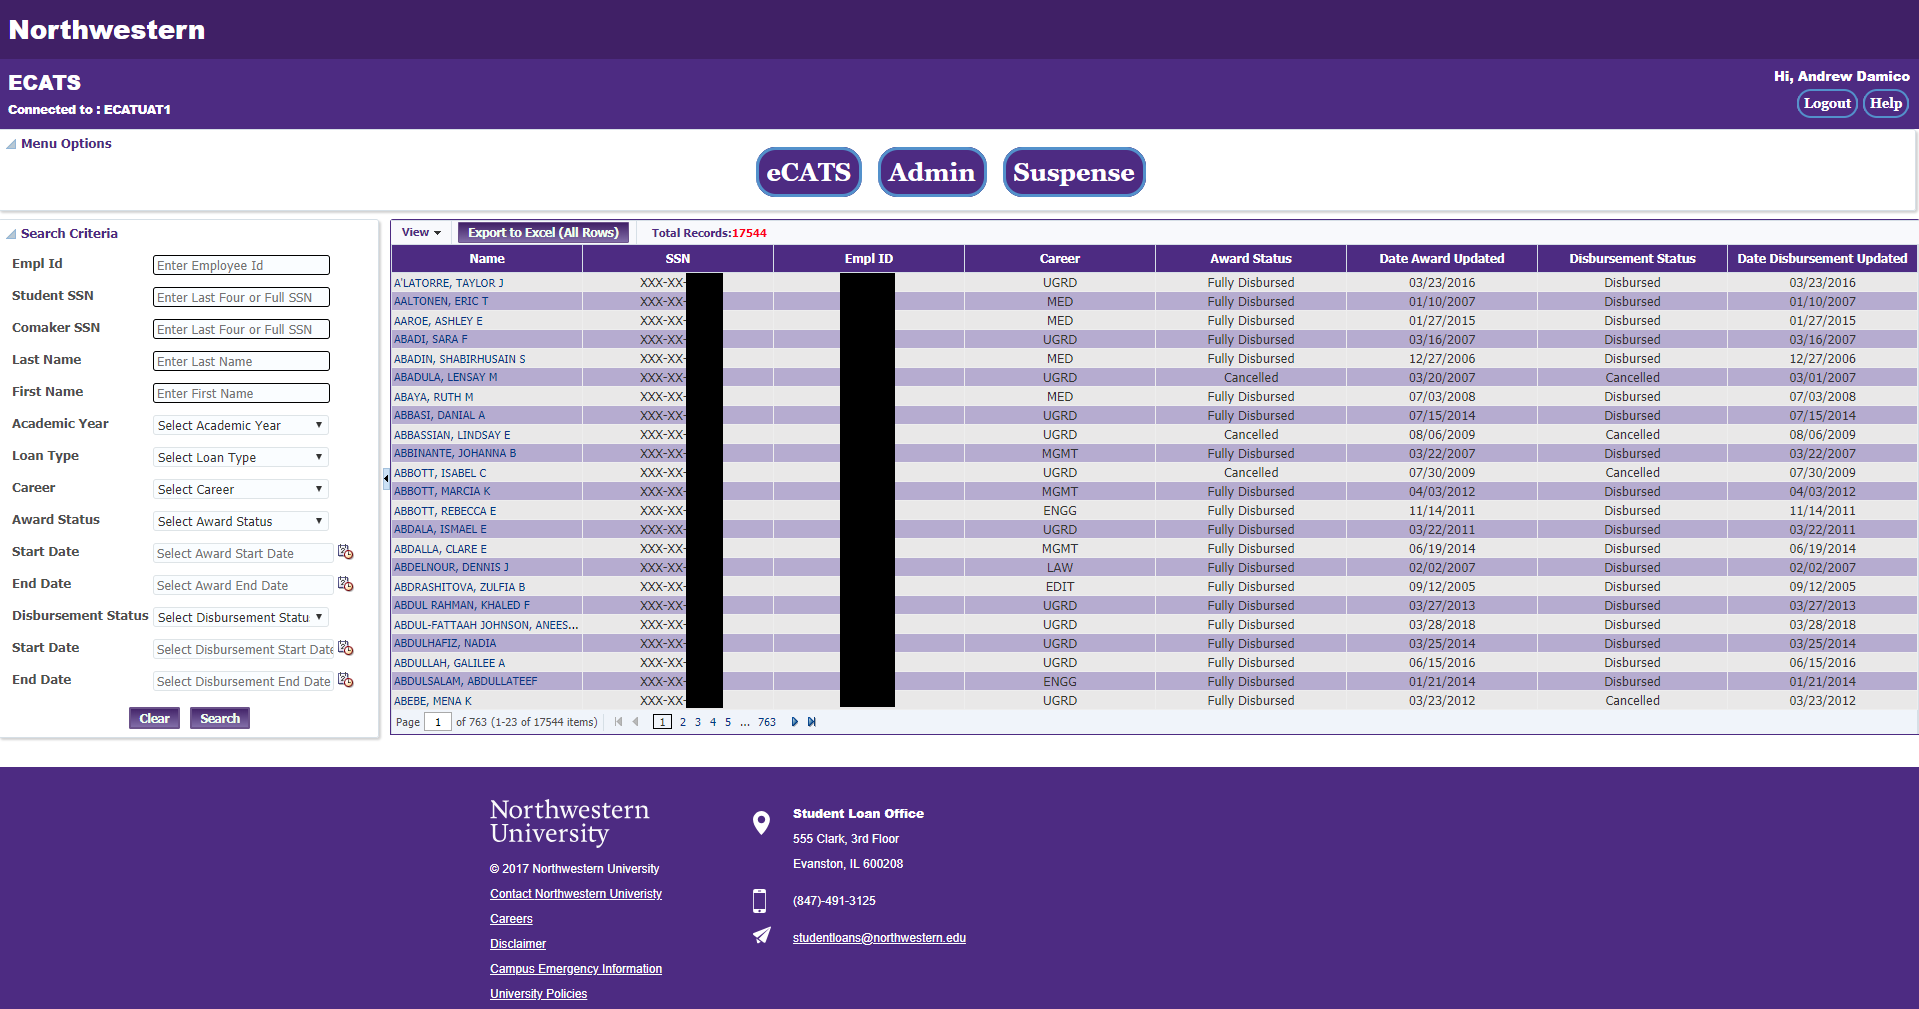 Northwestern
ECATS
Connected to : ECATUAT1
Hi, Andrew Damico
Logout Help
Menu Options
eCATS Admin Suspense
Search Criteria
Empl Id Enter Employee Id
Student SSN Enter Last Four or Full SSN
Comaker SSN Enter Last Four or Full SSN
Last Name Enter Last Name
First Name Enter First Name
Academic Year Select Academic Year
Loan Type Select Loan Type
Career Select Career
Award Status Select Award Status
Start Date Select Award Start Date
End Date Select Award End Date
Disbursement Status Select Disbursement Statu
Start Date Select Disbursement Start Date
End Date Select Disbursement End Date
Clear Search
View Export to Excel (All Rows) Total Records:17544
Name SSN Empl ID Career Award Status Date Award Updated Disbursement Status Date Disbursement Updated
A'LATORRE, TAYLOR J XXX-XX- UGRD Fully Disbursed 03/23/2016 Disbursed 03/23/2016
AALTONEN, ERIC T XXX-XX- MED Fully Disbursed 01/10/2007 Disbursed 01/10/2007
AAROE, ASHLEY E XXX-XX- MED Fully Disbursed 01/27/2015 Disbursed 01/27/2015
ABADI, SARA F XXX-XX- UGRD Fully Disbursed 03/16/2007 Disbursed 03/16/2007
ABADIN, SHABIRHUSAIN S XXX-XX- MED Fully Disbursed 12/27/2006 Disbursed 12/27/2006
ABADULA, LENSAY M XXX-XX- UGRD Cancelled 03/20/2007 Cancelled 03/01/2007
ABAYA, RUTH M XXX-XX- MED Fully Disbursed 07/03/2008 Disbursed 07/03/2008
ABBASI, DANIAL A XXX-XX- UGRD Fully Disbursed 07/15/2014 Disbursed 07/15/2014
ABBASSIAN, LINDSAY E XXX-XX- UGRD Cancelled 08/06/2009 Cancelled 08/06/2009
ABBINANTE, JOHANNA B XXX-XX- MGMT Fully Disbursed 03/22/2007 Disbursed 03/22/2007
ABBOTT, ISABEL C XXX-XX- UGRD Cancelled 07/30/2009 Cancelled 07/30/2009
ABBOTT, MARCIA K XXX-XX- MGMT Fully Disbursed 04/03/2012 Disbursed 04/03/2012
ABBOTT, REBECCA E XXX-XX- ENGG Fully Disbursed 11/14/2011 Disbursed 11/14/2011
ABDALA, ISMAEL E XXX-XX- UGRD Fully Disbursed 03/22/2011 Disbursed 03/22/2011
ABDALLA, CLARE E XXX-XX- MGMT Fully Disbursed 06/19/2014 Disbursed 06/19/2014
ABDELNOUR, DENNIS J XXX-XX- LAW Fully Disbursed 02/02/2007 Disbursed 02/02/2007
ABDRASHITOVA, ZULFIA B XXX-XX- EDIT Fully Disbursed 09/12/2005 Disbursed 09/12/2005
ABDUL RAHMAN, KHALED F XXX-XX- UGRD Fully Disbursed 03/27/2013 Disbursed 03/27/2013
ABDUL-FATTAAH JOHNSON, ANEES... XXX-XX- UGRD Fully Disbursed 03/28/2018 Disbursed 03/28/2018
ABDULHAFIZ, NADIA XXX-XX- UGRD Fully Disbursed 03/25/2014 Disbursed 03/25/2014
ABDULLAH, GALILEE A XXX-XX- UGRD Fully Disbursed 06/15/2016 Disbursed 06/15/2016
ABDULSALAM, ABDULLATEEF XXX-XX- ENGG Fully Disbursed 01/21/2014 Disbursed 01/21/2014
ABEBE, MENA K XXX-XX- UGRD Fully Disbursed 03/23/2012 Cancelled 03/23/2012
Page 1 of 763 (1-23 of 17544 items) 1 2 3 4 5 ... 763
Northwestern
University
© 2017 Northwestern University
Contact Northwestern Univeristy
Careers
Disclaimer
Campus Emergency Information
University Policies
Student Loan Office
555 Clark, 3rd Floor
Evanston, IL 600208
(847)-491-3125
studentloans@northwestern.edu